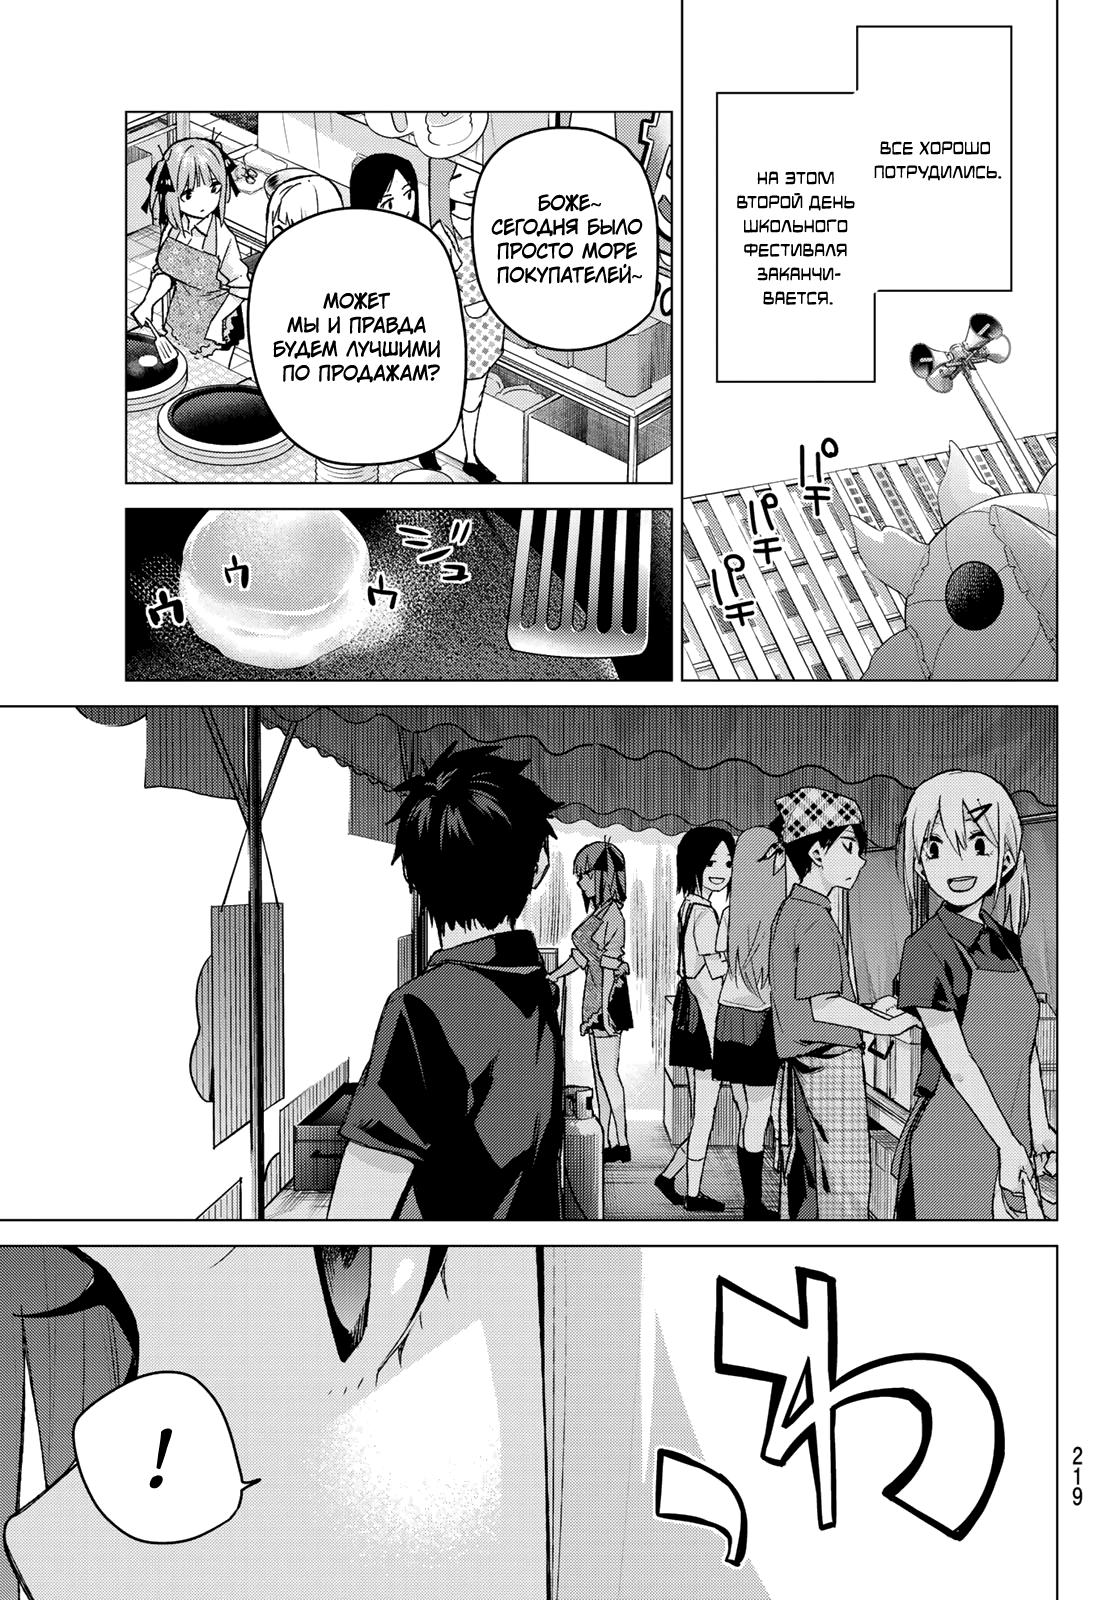 ВСЕ ХОРОШО
ПОТРУДИЛИСЬ.
НА ЭТОМ
ВТОРОЙ ДЕНЬ
ШКОЛЬНОГО
ФЕСТИВАЛЯ
ЗАКАНЧИ-
ВАЕТСЯ.
パチ
パチ
パチ
БОЖЕ~
СЕГОДНЯ БЫЛО
ПРОСТО МОРЕ
ПОКУПАТЕЛЕЙ~
МОЖЕТ
МЫ И ПРАВДА
БУДЕМ ЛУЧШИМИ
ПО ПРОДАЖАМ?
ジュ
ウ
ウ
ウ
わっ
!
219